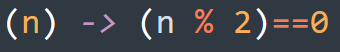 (n) -> (n % 2)==0